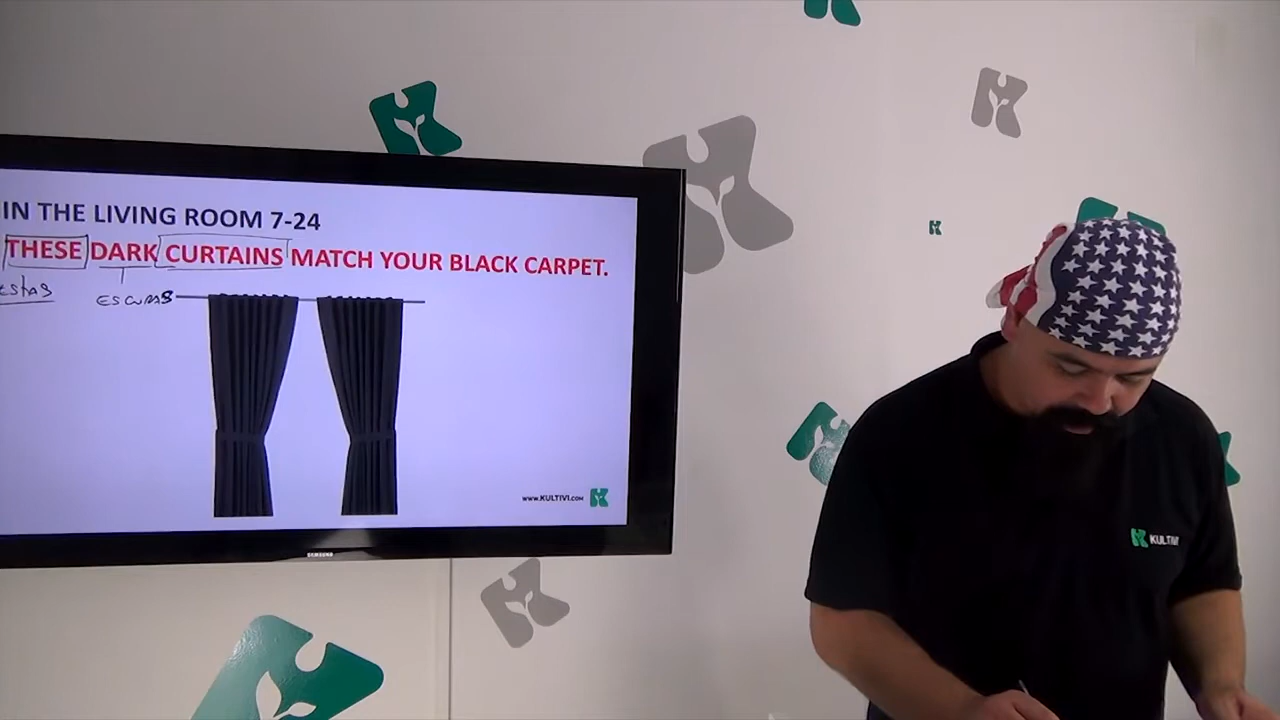 IN THE LIVING ROOM 7-24
THESE DARK CURTAINS MATCH YOUR BLACK CARPET.
ESTAS ESCURAS
WWW.KULTIVI.COM
SAMSUNG
KULTIVI